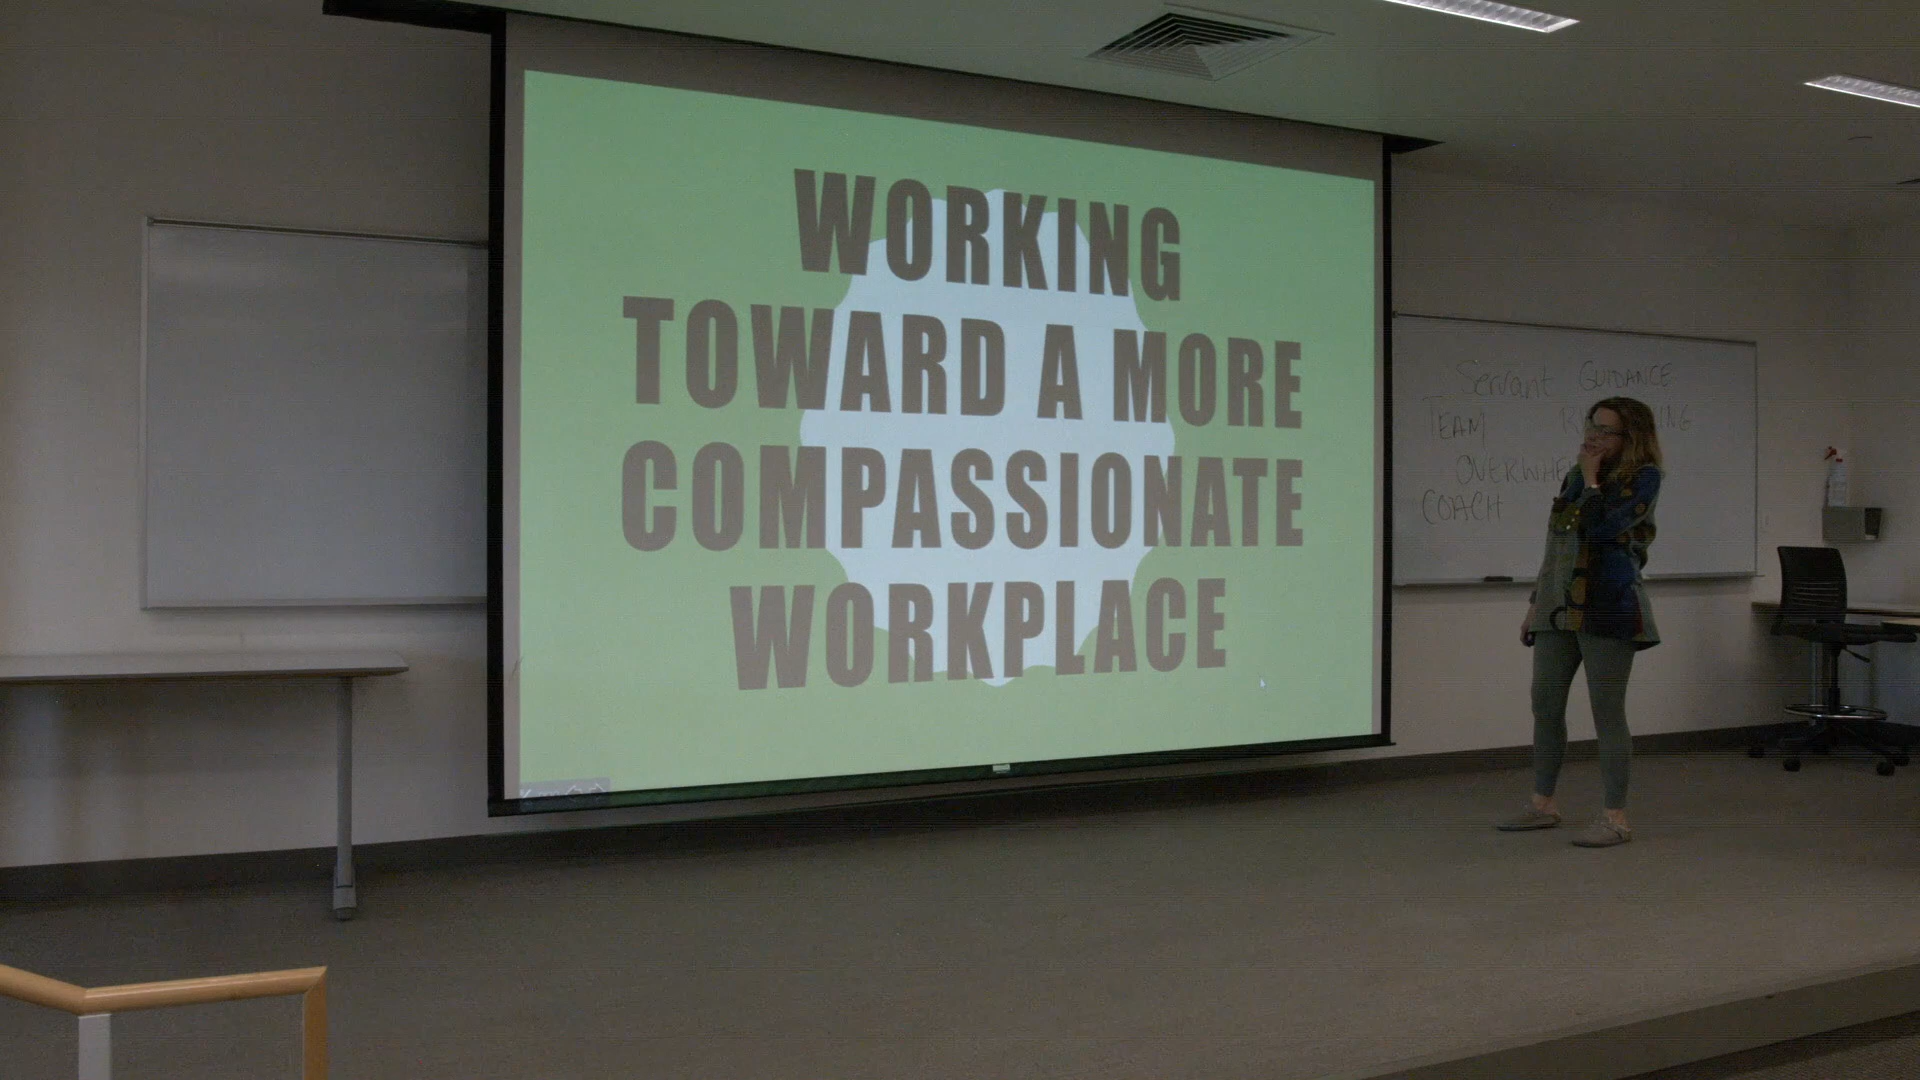 WORKING
TOWARD A MORE
COMPASSIONATE
WORKPLACE
Servant GUIDANCE
TEAM
COACH